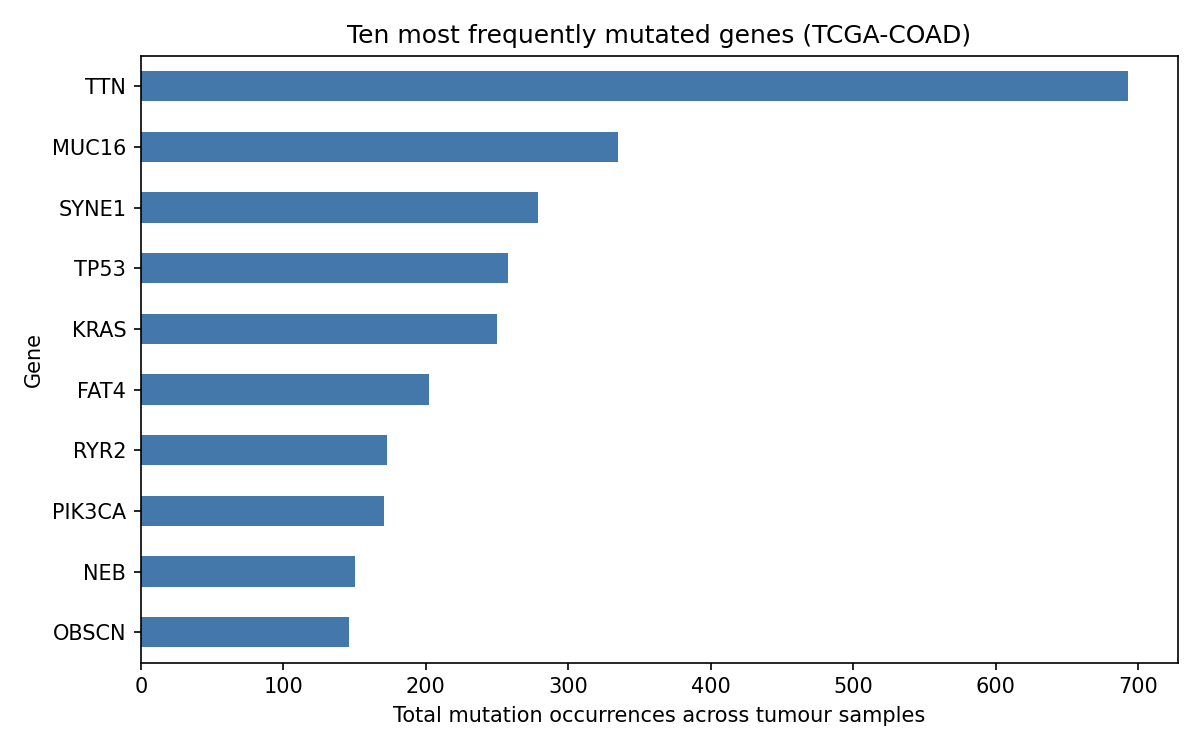 Ten most frequently mutated genes (TCGA-COAD)
TTN
MUC16
SYNE1
TP53
KRAS
FAT4
RYR2
PIK3CA
NEB
OBSCN
Gene
0 100 200 300 400 500 600 700
Total mutation occurrences across tumour samples